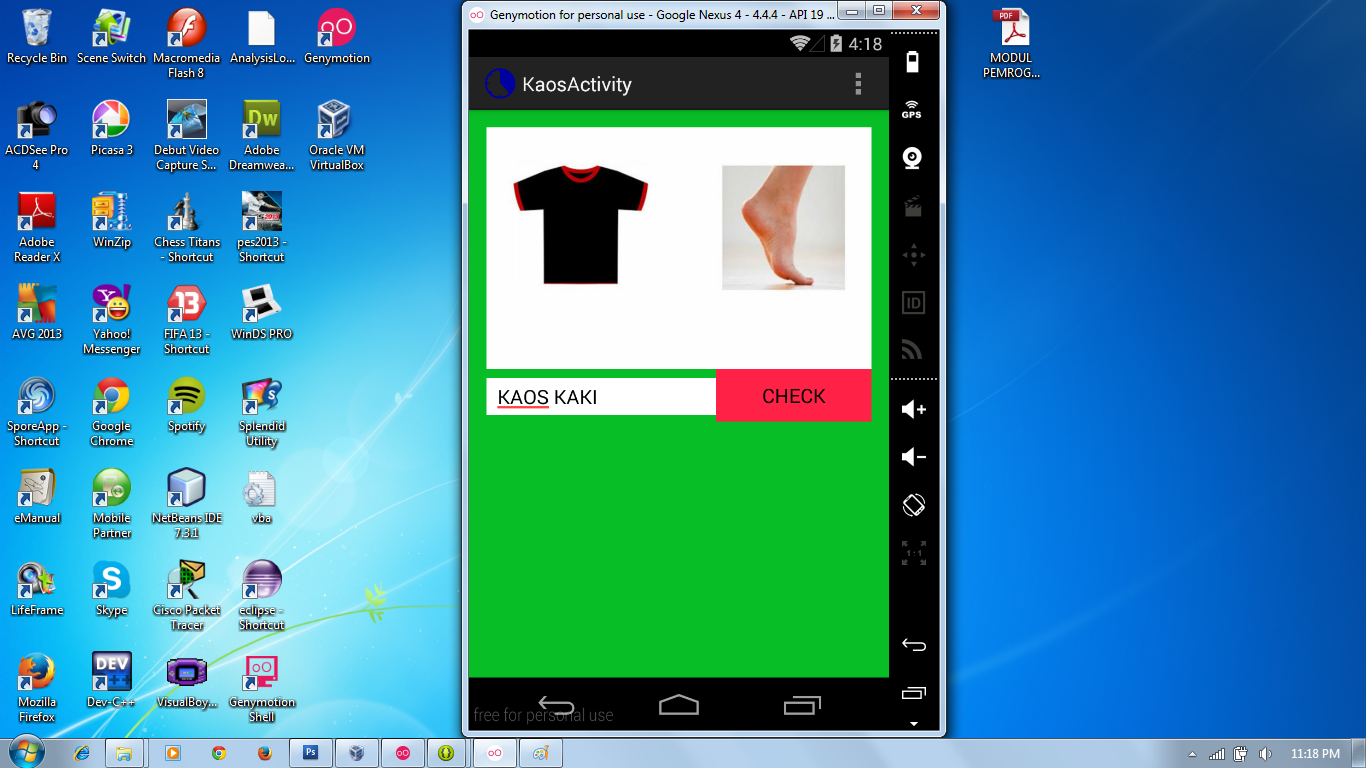 Genymotion for personal use - Google Nexus 4 - 4.4.4 - API 19 ...
Recycle Bin
Scene Switch
Macromedia
Flash 8
AnalysisLo...
Genymotion
MODUL
PEMROG...
4:18
KaosActivity
GPS
ACDSee Pro
4
Picasa 3
Debut Video
Capture S...
Adobe
Dreamwea...
Oracle VM
VirtualBox
Adobe
Reader X
WinZip
Chess Titans
- Shortcut
pes2013 -
Shortcut
ID
AVG 2013
Yahoo!
Messenger
FIFA 13 -
Shortcut
WinDS PRO
KAOS KAKI
CHECK
SporeApp -
Shortcut
Google
Chrome
Spotify
Splendid
Utility
eManual
Mobile
Partner
NetBeans IDE
7.3.1
vba
1:1
LifeFrame
Skype
Cisco Packet
Tracer
eclipse -
Shortcut
Mozilla
Firefox
DEV
Dev-C++
VisualBoy...
Genymotion
Shell
free for personal use
11:18 PM